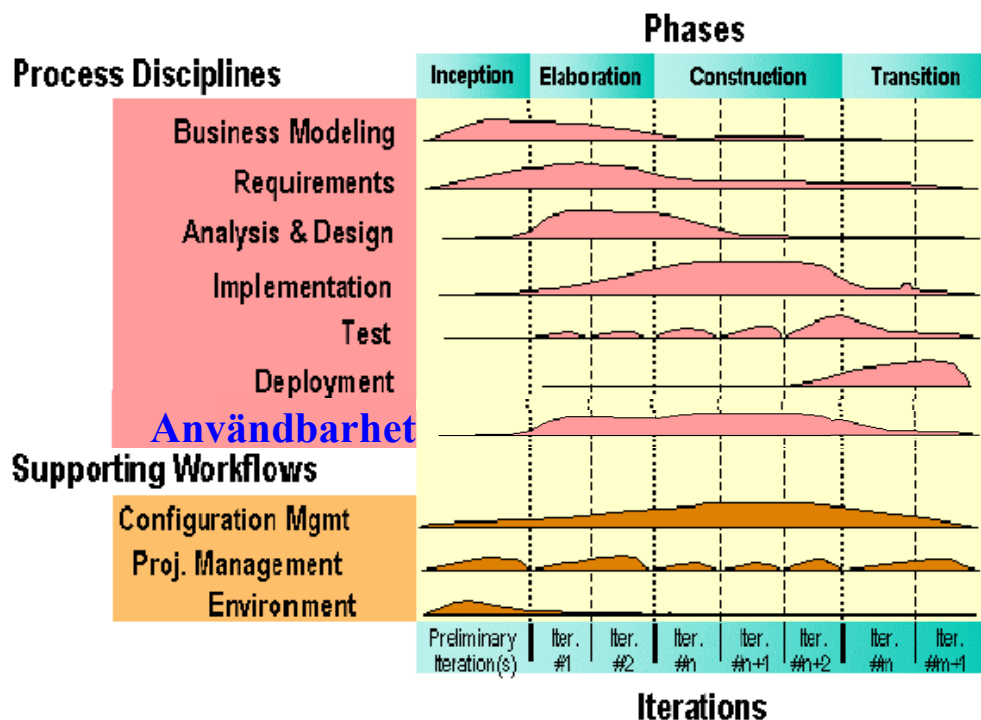 Phases
Process Disciplines
Inception Elaboration Construction Transition
Business Modeling
Requirements
Analysis & Design
Implementation
Test
Deployment
Användbarhet
Supporting Workflows
Configuration Mgmt
Proj. Management
Environment
Preliminary Iter. Iter. Iter. Iter. Iter. Iter. Iter.
Iteration(s) #1 #2 #n #n+1 #n+2 #m #m+1
Iterations